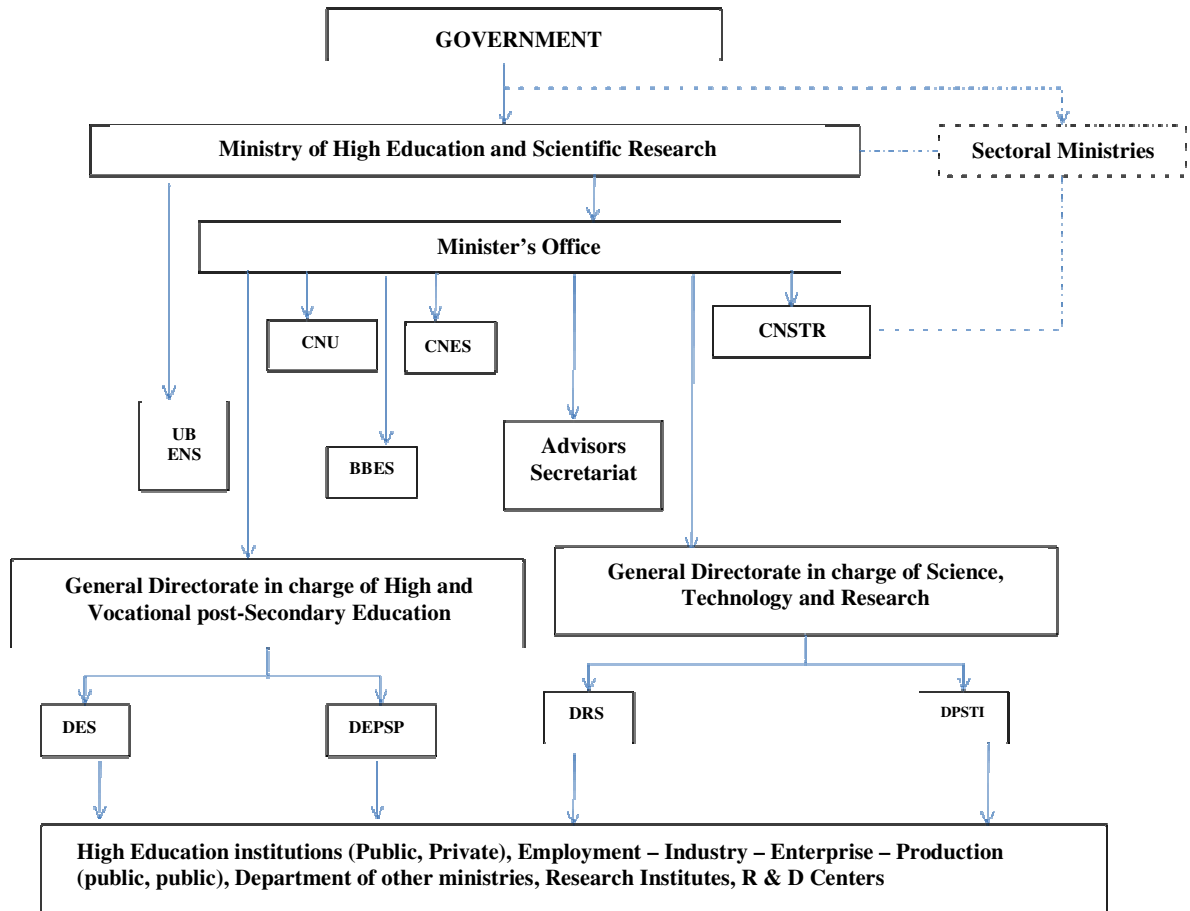 GOVERNMENT
Ministry of High Education and Scientific Research
Sectoral Ministries
Minister’s Office
CNU
CNES
CNSTR
UB
ENS
BBES
Advisors
Secretariat
General Directorate in charge of High and
Vocational post-Secondary Education
General Directorate in charge of Science,
Technology and Research
DES
DEPSP
DRS
DPSTI
High Education institutions (Public, Private), Employment – Industry – Enterprise – Production
(public, public), Department of other ministries, Research Institutes, R & D Centers